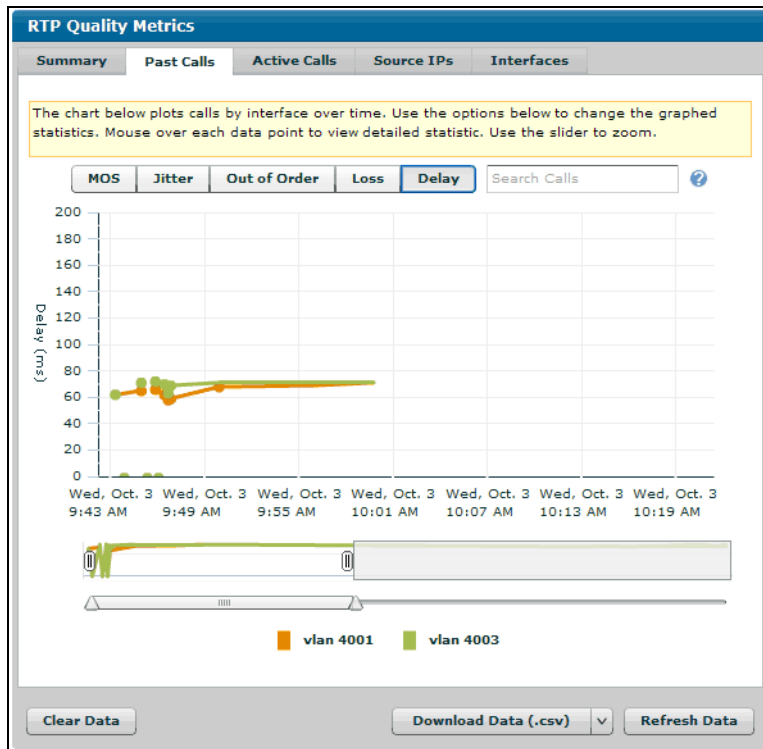 RTP Quality Metrics
Summary Past Calls Active Calls Source IPs Interfaces
The chart below plots calls by interface over time. Use the options below to change the graphed
statistics. Mouse over each data point to view detailed statistic. Use the slider to zoom.
MOS Jitter Out of Order Loss Delay Search Calls ?
200
180
160
140
120
100
80
60
40
20
0
Delay (ms)
Wed, Oct. 3 Wed, Oct. 3 Wed, Oct. 3 Wed, Oct. 3 Wed, Oct. 3 Wed, Oct. 3 Wed, Oct. 3
9:43 AM 9:49 AM 9:55 AM 10:01 AM 10:07 AM 10:13 AM 10:19 AM
vlan 4001 vlan 4003
Clear Data Download Data (.csv) Refresh Data